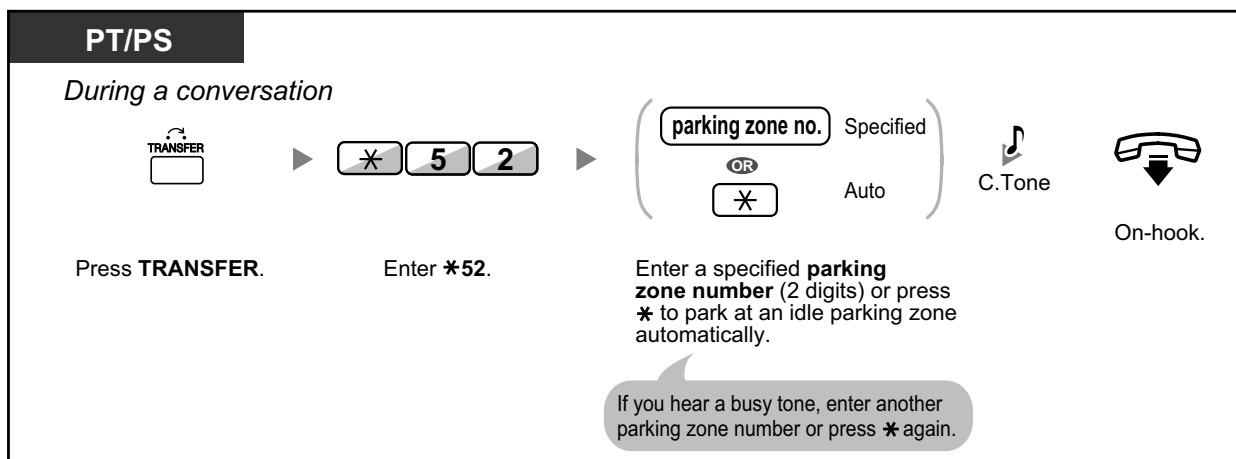 PT/PS
During a conversation
TRANSFER
* 5 2
parking zone no. Specified
OR
* Auto
C.Tone
On-hook.
Press TRANSFER.
Enter *52.
Enter a specified parking
zone number (2 digits) or press
* to park at an idle parking zone
automatically.
If you hear a busy tone, enter another
parking zone number or press * again.